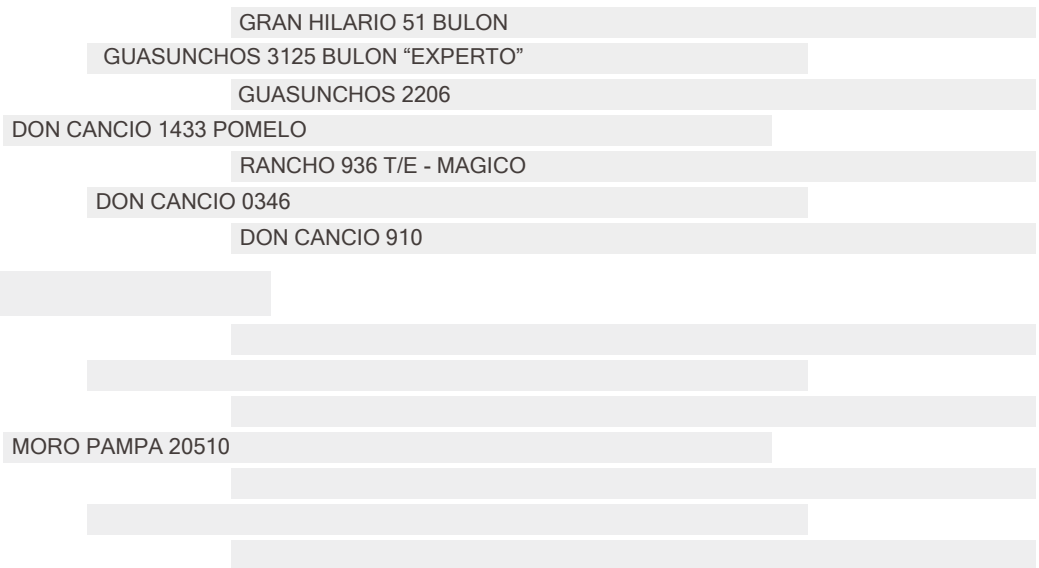 GRAN HILARIO 51 BULON
GUASUNCHOS 3125 BULON “EXPERTO”
GUASUNCHOS 2206
DON CANCIO 1433 POMELO
RANCHO 936 T/E - MAGICO
DON CANCIO 0346
DON CANCIO 910
MORO PAMPA 20510